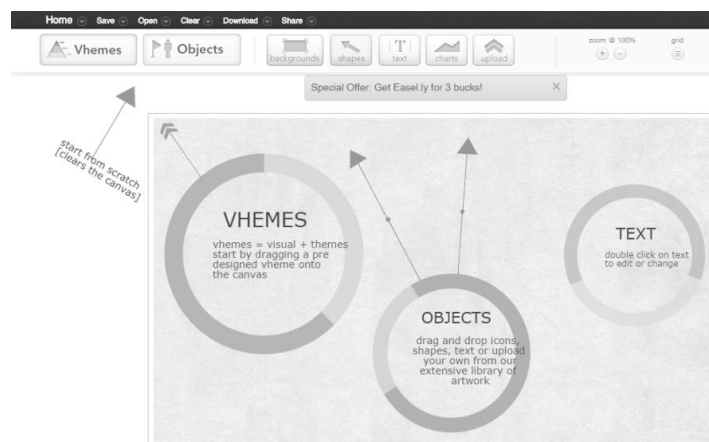 Home Save Open Clear Download Share
Vhemes Objects backgrounds shapes text charts upload
zoom @ 100% grid
Special Offer: Get Easel.ly for 3 bucks!
start from scratch
[clears the canvas]
VHEMES
vhemes = visual + themes
start by dragging a pre
designed vheme onto
the canvas
OBJECTS
drag and drop icons,
shapes, text or upload
your own from our
extensive library of
artwork
TEXT
double click on text
to edit or change